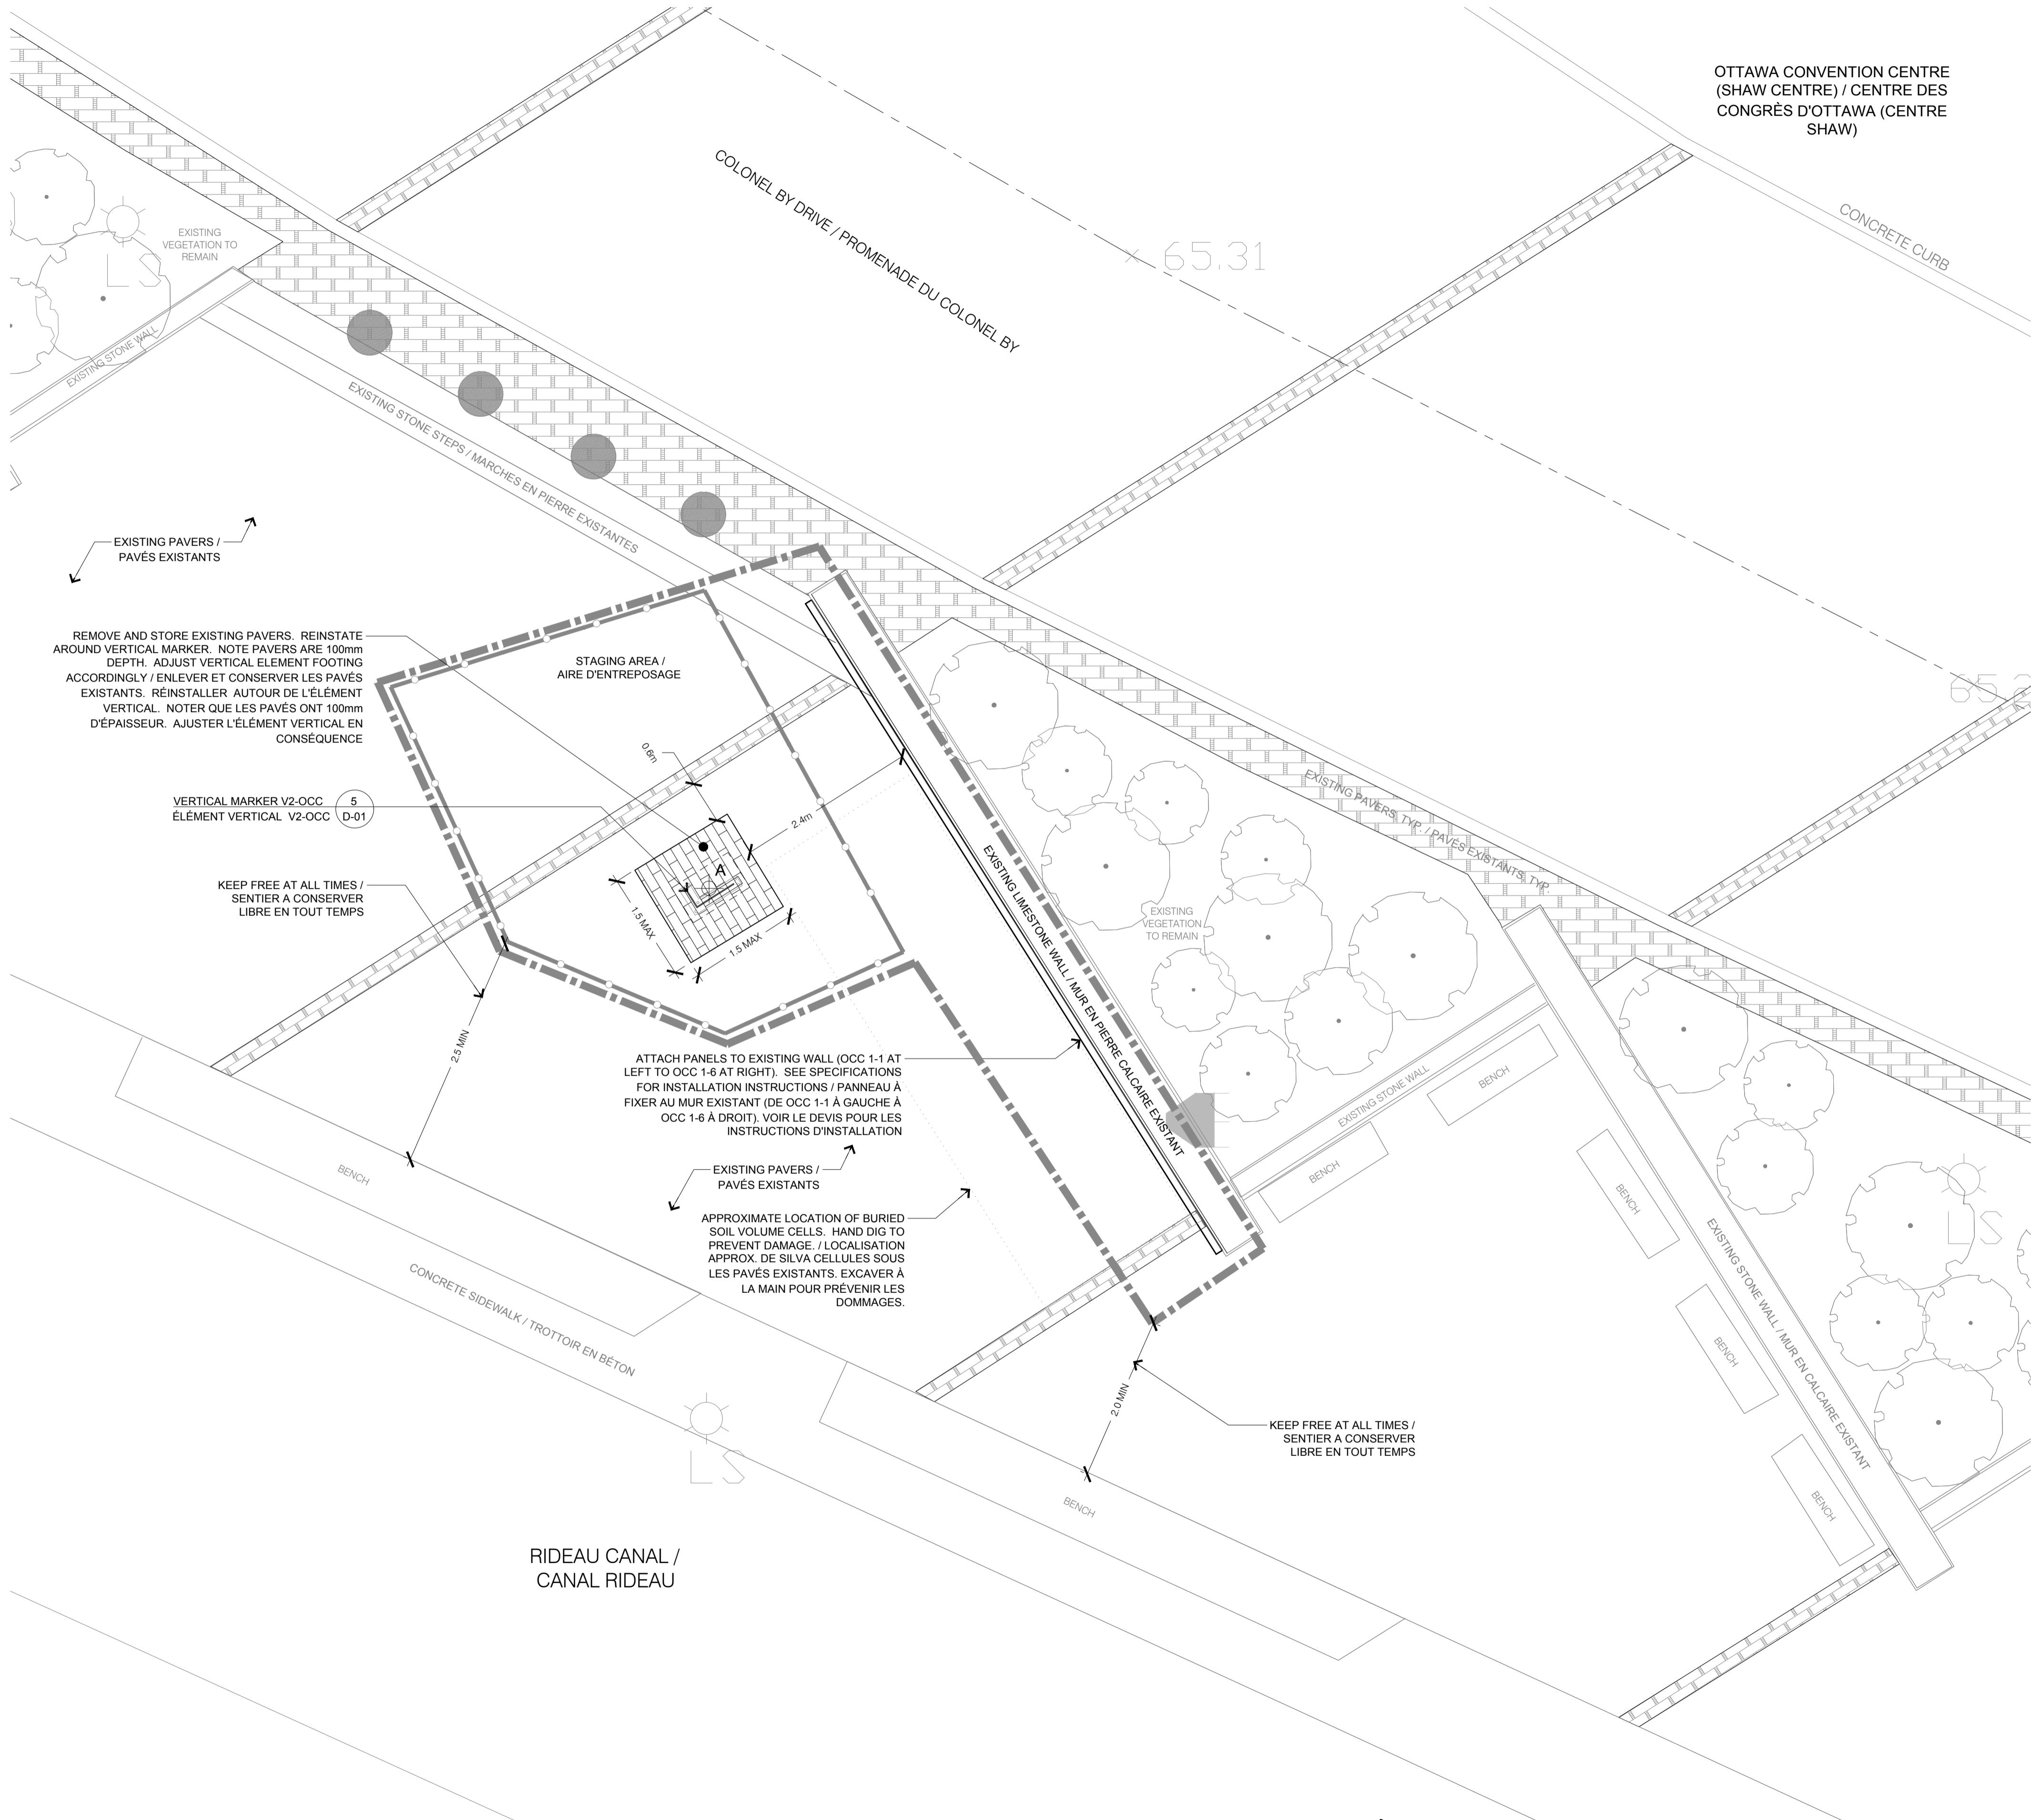 OTTAWA CONVENTION CENTRE
(SHAW CENTRE) / CENTRE DES
CONGRÈS D'OTTAWA (CENTRE
SHAW)
COLONEL BY DRIVE / PROMENADE DU COLONEL BY
65.31
CONCRETE CURB
EXISTING
VEGETATION TO
REMAIN
LS
EXISTING STONE WALL
EXISTING STONE STEPS / MARCHES EN PIERRE EXISTANTES
EXISTING PAVERS /
PAVÉS EXISTANTS
REMOVE AND STORE EXISTING PAVERS. REINSTATE
AROUND VERTICAL MARKER. NOTE PAVERS ARE 100mm
DEPTH. ADJUST VERTICAL ELEMENT FOOTING
ACCORDINGLY / ENLEVER ET CONSERVER LES PAVÉS
EXISTANTS. RÉINSTALLER AUTOUR DE L'ÉLÉMENT
VERTICAL. NOTER QUE LES PAVÉS ONT 100mm
D'ÉPAISSEUR. AJUSTER L'ÉLÉMENT VERTICAL EN
CONSÉQUENCE
STAGING AREA /
AIRE D'ENTREPOSAGE
0.6m
2.4m
A
1.5 MAX
1.5 MAX
VERTICAL MARKER V2-OCC
ÉLÉMENT VERTICAL V2-OCC
5
D-01
KEEP FREE AT ALL TIMES /
SENTIER A CONSERVER
LIBRE EN TOUT TEMPS
2.5 MIN
EXISTING LIMESTONE WALL / MUR EN PIERRE CALCAIRE EXISTANT
EXISTING PAVERS, TYP. / PAVÉS EXISTANTS, TYP.
EXISTING
VEGETATION
TO REMAIN
ATTACH PANELS TO EXISTING WALL (OCC 1-1 AT
LEFT TO OCC 1-6 AT RIGHT). SEE SPECIFICATIONS
FOR INSTALLATION INSTRUCTIONS / PANNEAU À
FIXER AU MUR EXISTANT (DE OCC 1-1 À GAUCHE À
OCC 1-6 À DROIT). VOIR LE DEVIS POUR LES
INSTRUCTIONS D'INSTALLATION
EXISTING PAVERS /
PAVÉS EXISTANTS
APPROXIMATE LOCATION OF BURIED
SOIL VOLUME CELLS. HAND DIG TO
PREVENT DAMAGE. / LOCALISATION
APPROX. DE SILVA CELLULES SOUS
LES PAVÉS EXISTANTS. EXCAVER À
LA MAIN POUR PRÉVENIR LES
DOMMAGES.
EXISTING STONE WALL
BENCH
BENCH
BENCH
BENCH
BENCH
EXISTING STONE WALL / MUR EN CALCAIRE EXISTANT
LS
BENCH
CONCRETE SIDEWALK / TROTTOIR EN BÉTON
2.0 MIN
KEEP FREE AT ALL TIMES /
SENTIER A CONSERVER
LIBRE EN TOUT TEMPS
LS
BENCH
RIDEAU CANAL /
CANAL RIDEAU